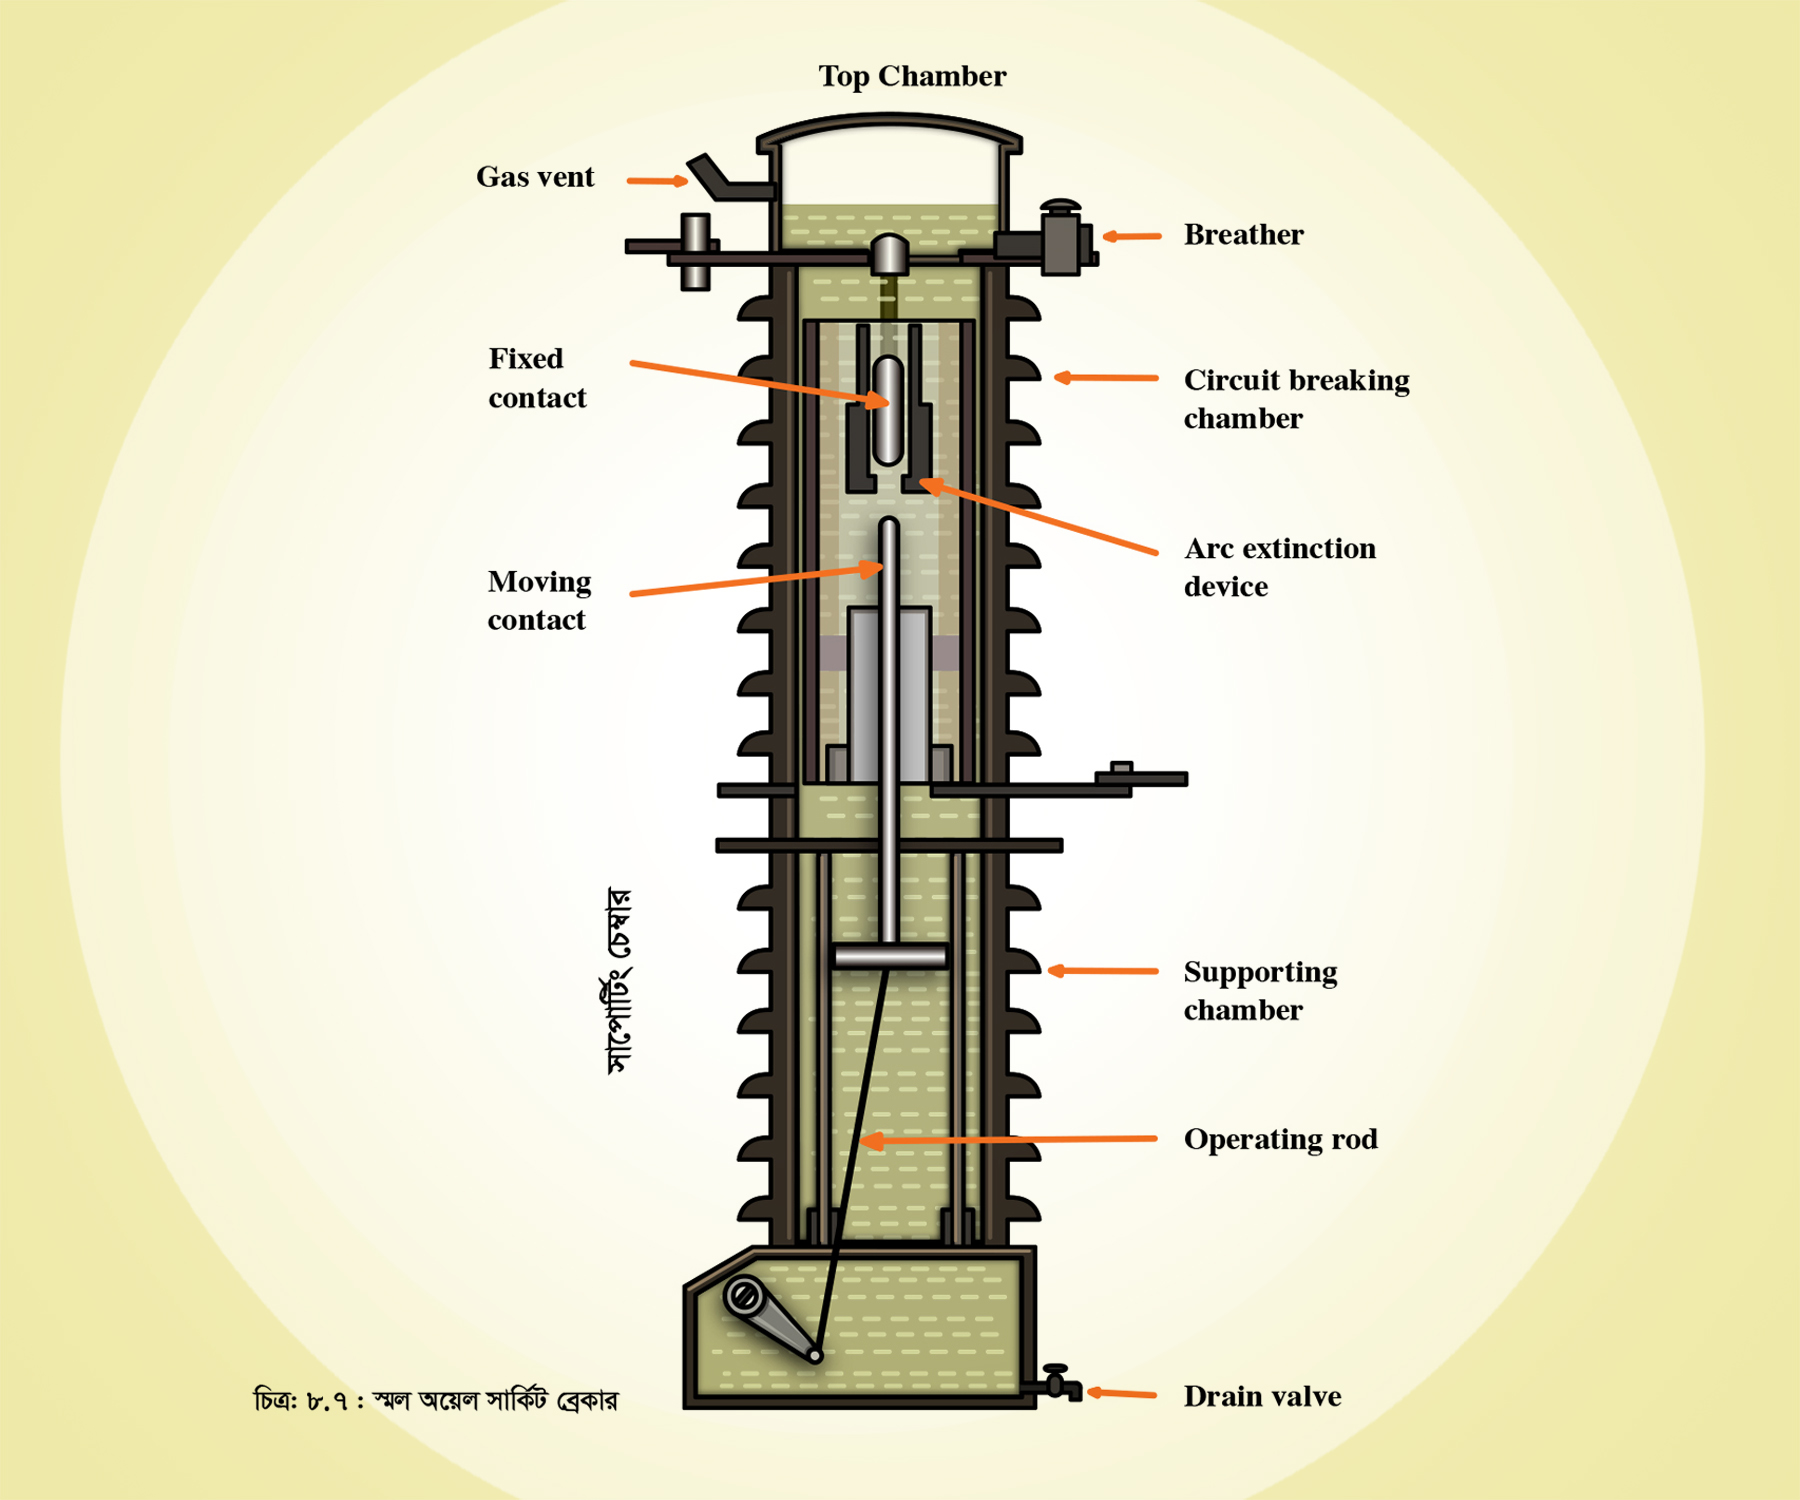 Top Chamber
Gas vent
Breather
Fixed
contact
Circuit breaking
chamber
Arc extinction
device
Moving
contact
সাপোর্টিং চেম্বার
Supporting
chamber
Operating rod
Drain valve
চিত্র: ৮.৭ : স্মল অয়েল সার্কিট ব্রেকার